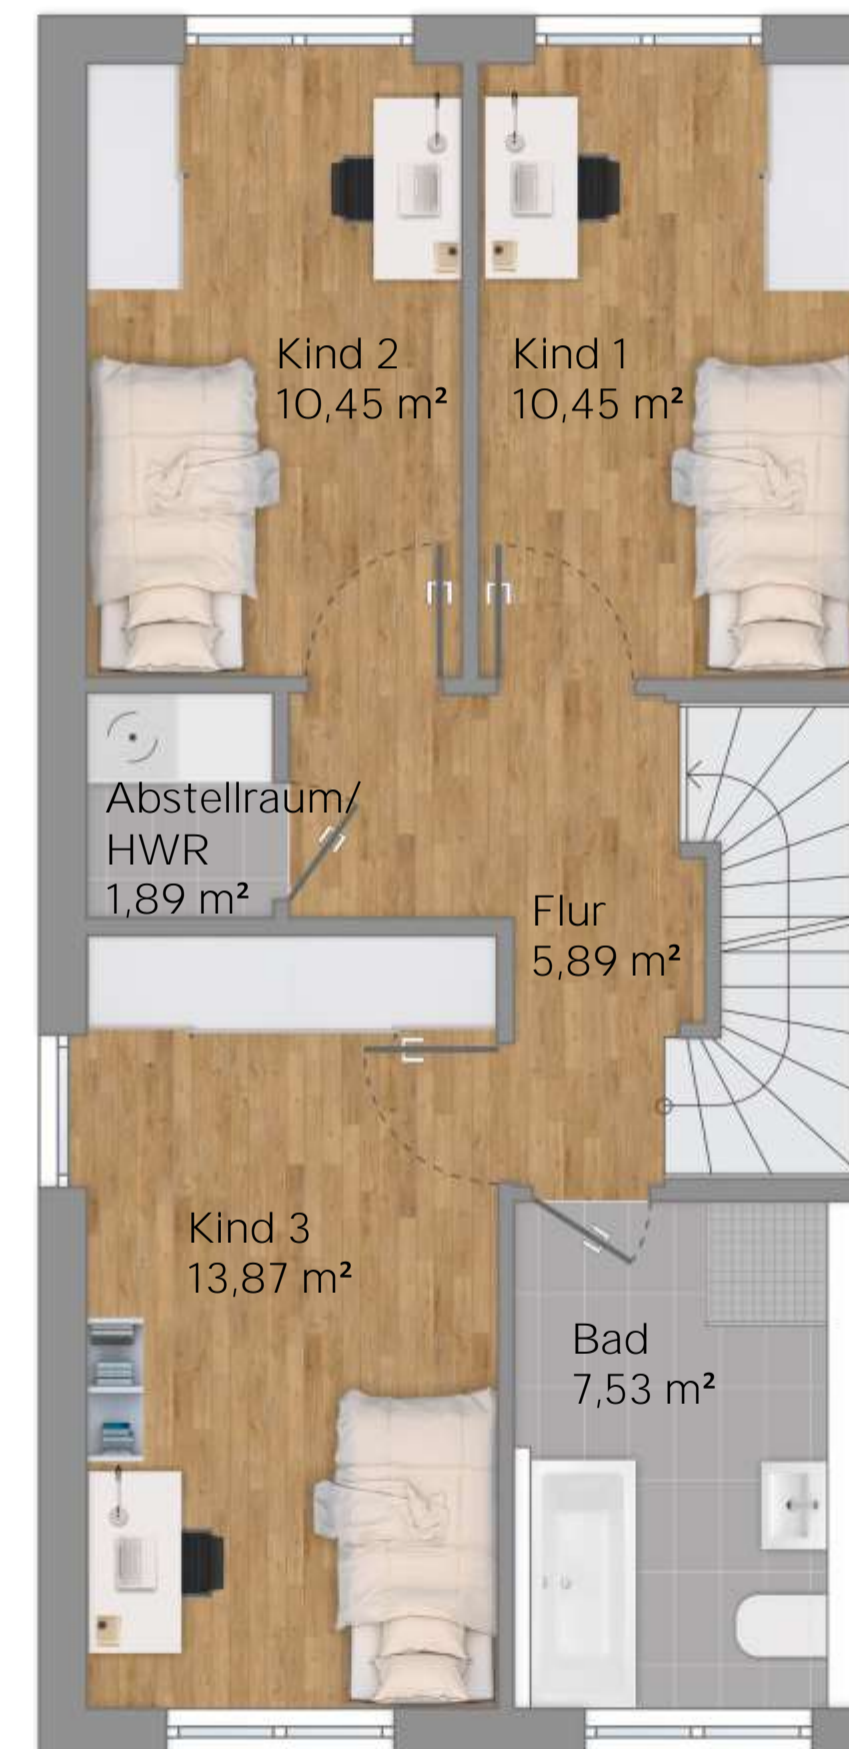 Kind 2
10,45 m²
Kind 1
10,45 m²
Abstellraum/
HWR
1,89 m²
Flur
5,89 m²
Kind 3
13,87 m²
Bad
7,53 m²